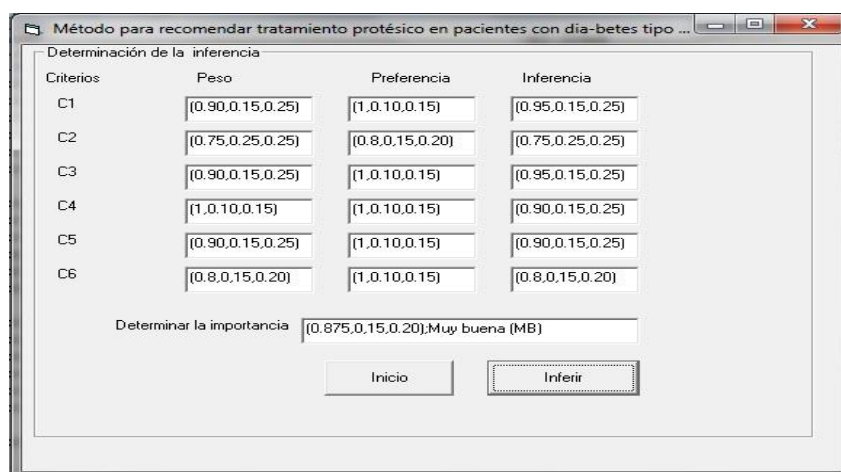 Método para recomendar tratamiento protésico en pacientes con dia-betes tipo ...
Determinación de la inferencia
Criterios Peso Preferencia Inferencia
C1 (0.90,0.15,0.25) (1,0.10,0.15) (0.95,0.15,0.25)
C2 (0.75,0.25,0.25) (0.8,0,15,0.20) (0.75,0.25,0.25)
C3 (0.90,0.15,0.25) (1,0.10,0.15) (0.95,0.15,0.25)
C4 (1,0.10,0.15) (1,0.10,0.15) (0.90,0.15,0.25)
C5 (0.90,0.15,0.25) (1,0.10,0.15) (0.90,0.15,0.25)
C6 (0.8,0,15,0.20) (1,0.10,0.15) (0.8,0,15,0.20)
Determinar la importancia (0.875,0,15,0.20);Muy buena (MB)
Inicio Inferir